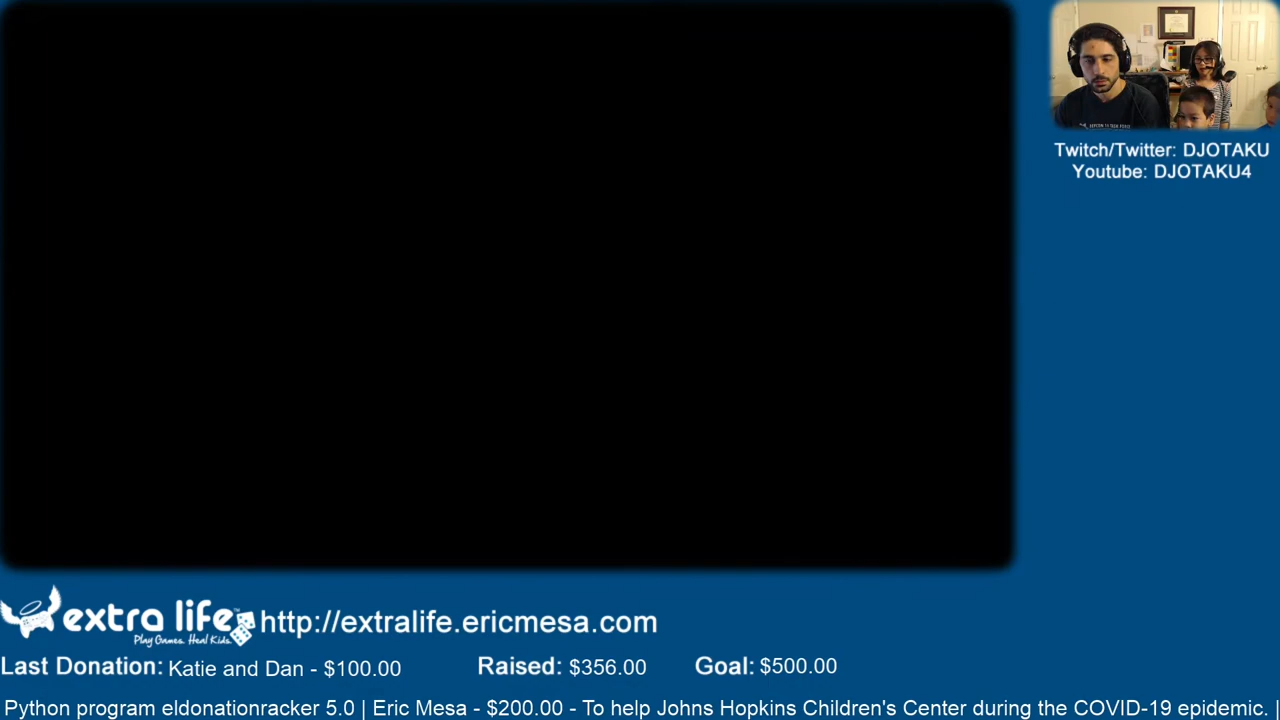 Twitch/Twitter: DJOTAKU
Youtube: DJOTAKU4
extra life
Play Games. Heal Kids.
http://extralife.ericmesa.com
Last Donation: Katie and Dan - $100.00
Raised: $356.00
Goal: $500.00
Python program eldonationracker 5.0 | Eric Mesa - $200.00 - To help Johns Hopkins Children's Center during the COVID-19 epidemic. |